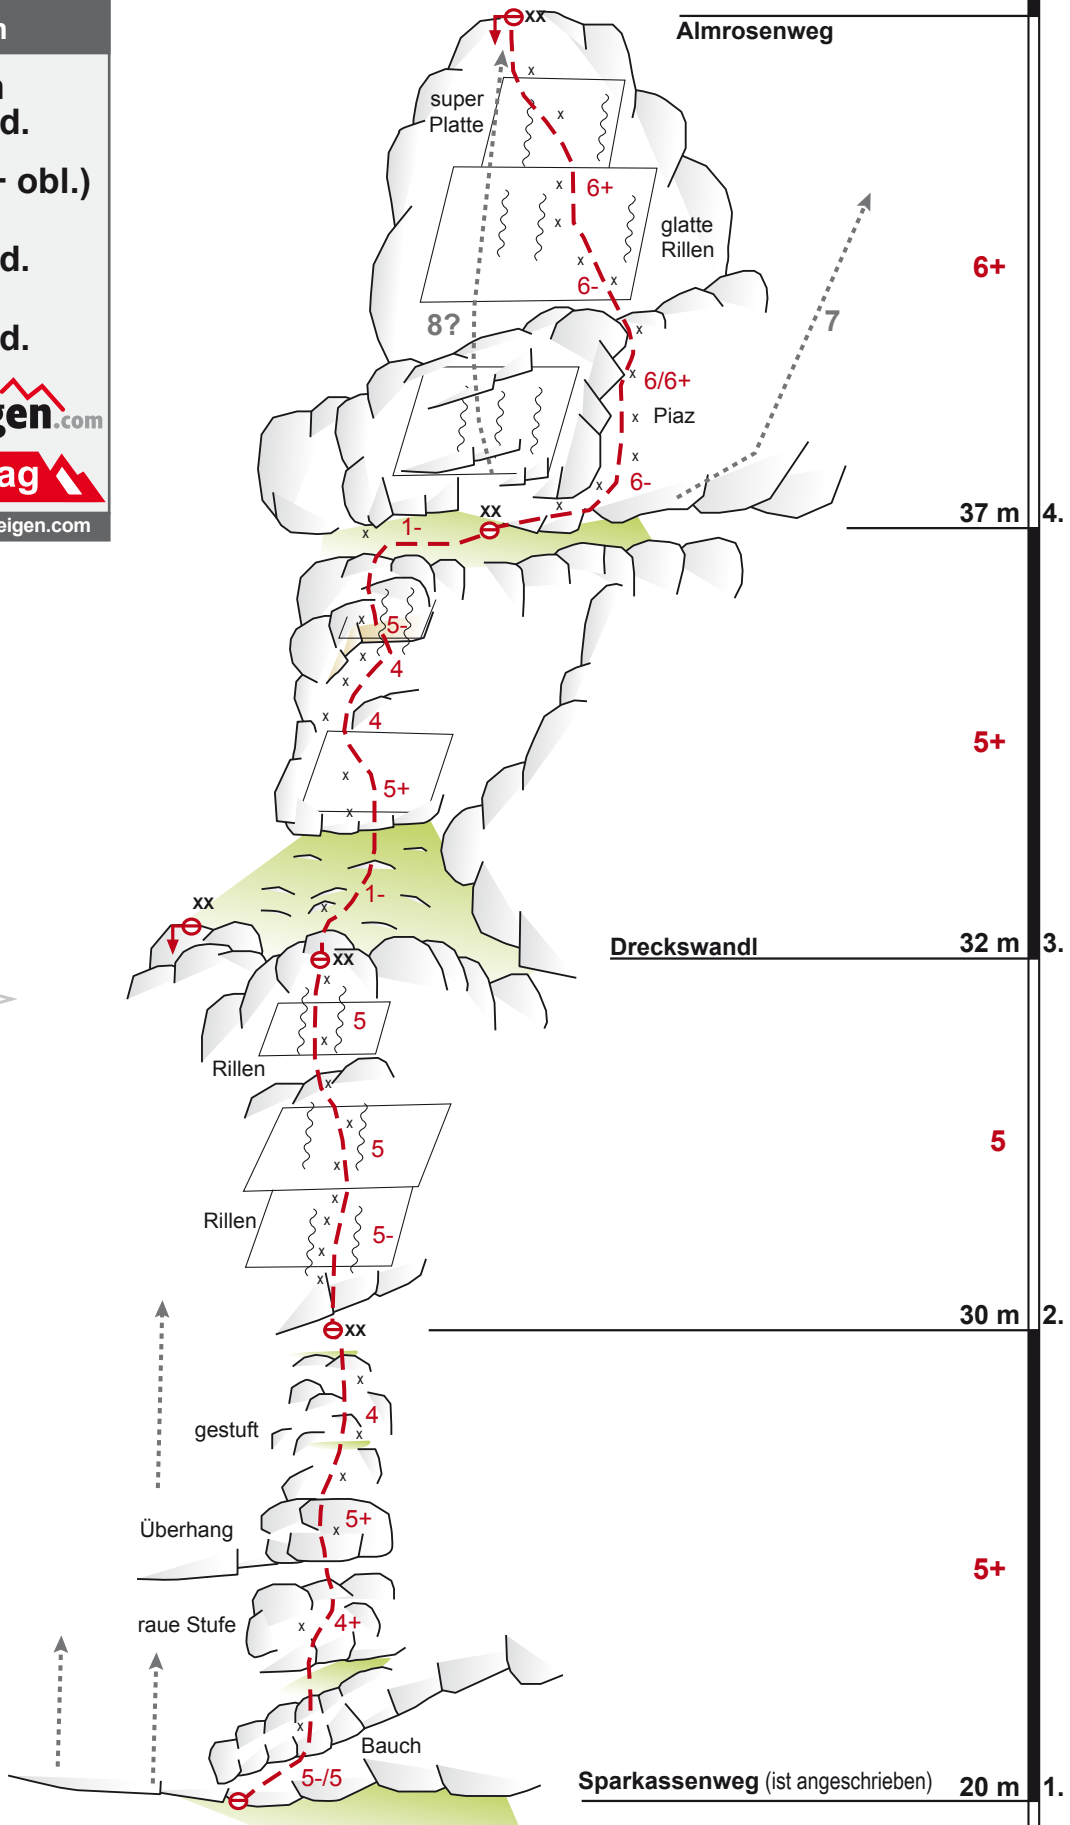 n
n
d.
+ obl.)
d.
d.
gen.com
ag
eigen.com
xx
Almrosenweg
x
super
Platte
x
x
6+
x
glatte
Rillen
x
6-
x
6+
8?
x
7
x
6/6+
x
Piaz
x
6-
x
xx
x
37 m
4.
1-
x
x
5-
x
4
x
x
4
5+
x
5+
x
1-
xx
x
xx
Dreckswandl
32 m
3.
x
5
x
Rillen
x
x
5
5
x
x
Rillen
x
5-
x
x
30 m
2.
xx
x
4
gestuft
x
x
5+
Überhang
x
5+
raue Stufe
x
4+
x
Bauch
5-/5
Sparkassenweg (ist angeschrieben)
20 m
1.